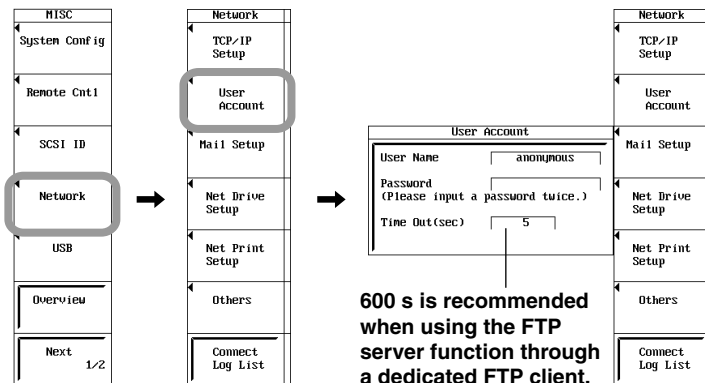 MISC
System Config
Remote Cntl
SCSI ID
Network
USB
Overview
Next
1/2
Network
TCP/IP
Setup
User
Account
Mail Setup
Net Drive
Setup
Net Print
Setup
Others
Connect
Log List
User Account
User Name anonymous
Password
(Please input a password twice.)
Time Out(sec) 5
600 s is recommended
when using the FTP
server function through
a dedicated FTP client.
Network
TCP/IP
Setup
User
Account
Mail Setup
Net Drive
Setup
Net Print
Setup
Others
Connect
Log List